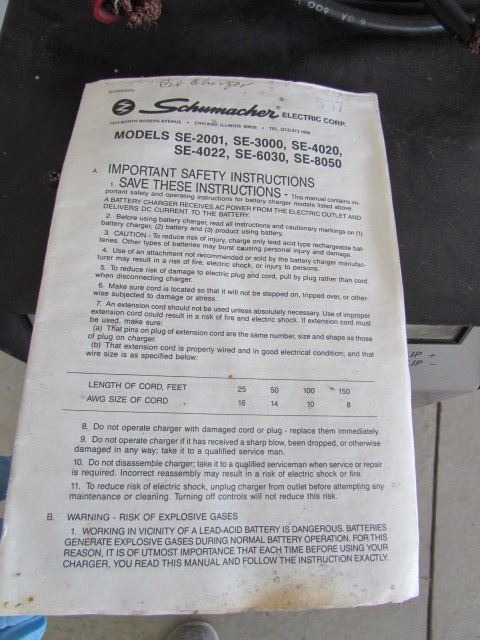 Car Charger
Schumacher ELECTRIC CORP.
7474 NORTH ROGERS AVENUE • CHICAGO, ILLINOIS 60626 • TEL. (312) 973-1600
MODELS SE-2001, SE-3000, SE-4020,
SE-4022, SE-6030, SE-8050
A. IMPORTANT SAFETY INSTRUCTIONS
1. SAVE THESE INSTRUCTIONS - This manual contains im-
portant safety and operating instructions for battery charger models listed above.
A BATTERY CHARGER RECEIVES AC POWER FROM THE ELECTRIC OUTLET AND
DELIVERS DC CURRENT TO THE BATTERY.
2. Before using battery charger, read all instructions and cautionary markings on (1)
battery charger, (2) battery and (3) product using battery.
3. CAUTION - To reduce risk of injury, charge only lead acid type rechargeable bat-
teries. Other types of batteries may burst causing personal injury and damage.
4. Use of an attachment not recommended or sold by the battery charger manufac-
turer may result in a risk of fire, electric shock, or injury to persons.
5. To reduce risk of damage to electric plug and cord, pull by plug rather than cord
when disconnecting charger.
6. Make sure cord is located so that it will not be stepped on, tripped over, or other-
wise subjected to damage or stress.
7. An extension cord should not be used unless absolutely necessary. Use of improper
extension cord could result in a risk of fire and electric shock. If extension cord must
be used, make sure:
(a) That pins on plug of extension cord are the same number, size and shape as those
of plug on charger.
(b) That extension cord is properly wired and in good electrical condition; and that
wire size is as specified below:
LENGTH OF CORD, FEET 25 50 100 150
AWG SIZE OF CORD 16 14 10 8
8. Do not operate charger with damaged cord or plug - replace them immediately.
9. Do not operate charger if it has received a sharp blow, been dropped, or otherwise
damaged in any way; take it to a qualified service man.
10. Do not disassemble charger; take it to a qualified serviceman when service or repair
is required. Incorrect reassembly may result in a risk of electric shock or fire.
11. To reduce risk of electric shock, unplug charger from outlet before attempting any
maintenance or cleaning. Turning off controls will not reduce this risk.
B. WARNING - RISK OF EXPLOSIVE GASES
1. WORKING IN VICINITY OF A LEAD-ACID BATTERY IS DANGEROUS. BATTERIES
GENERATE EXPLOSIVE GASES DURING NORMAL BATTERY OPERATION. FOR THIS
REASON, IT IS OF UTMOST IMPORTANCE THAT EACH TIME BEFORE USING YOUR
CHARGER, YOU READ THIS MANUAL AND FOLLOW THE INSTRUCTION EXACTLY.